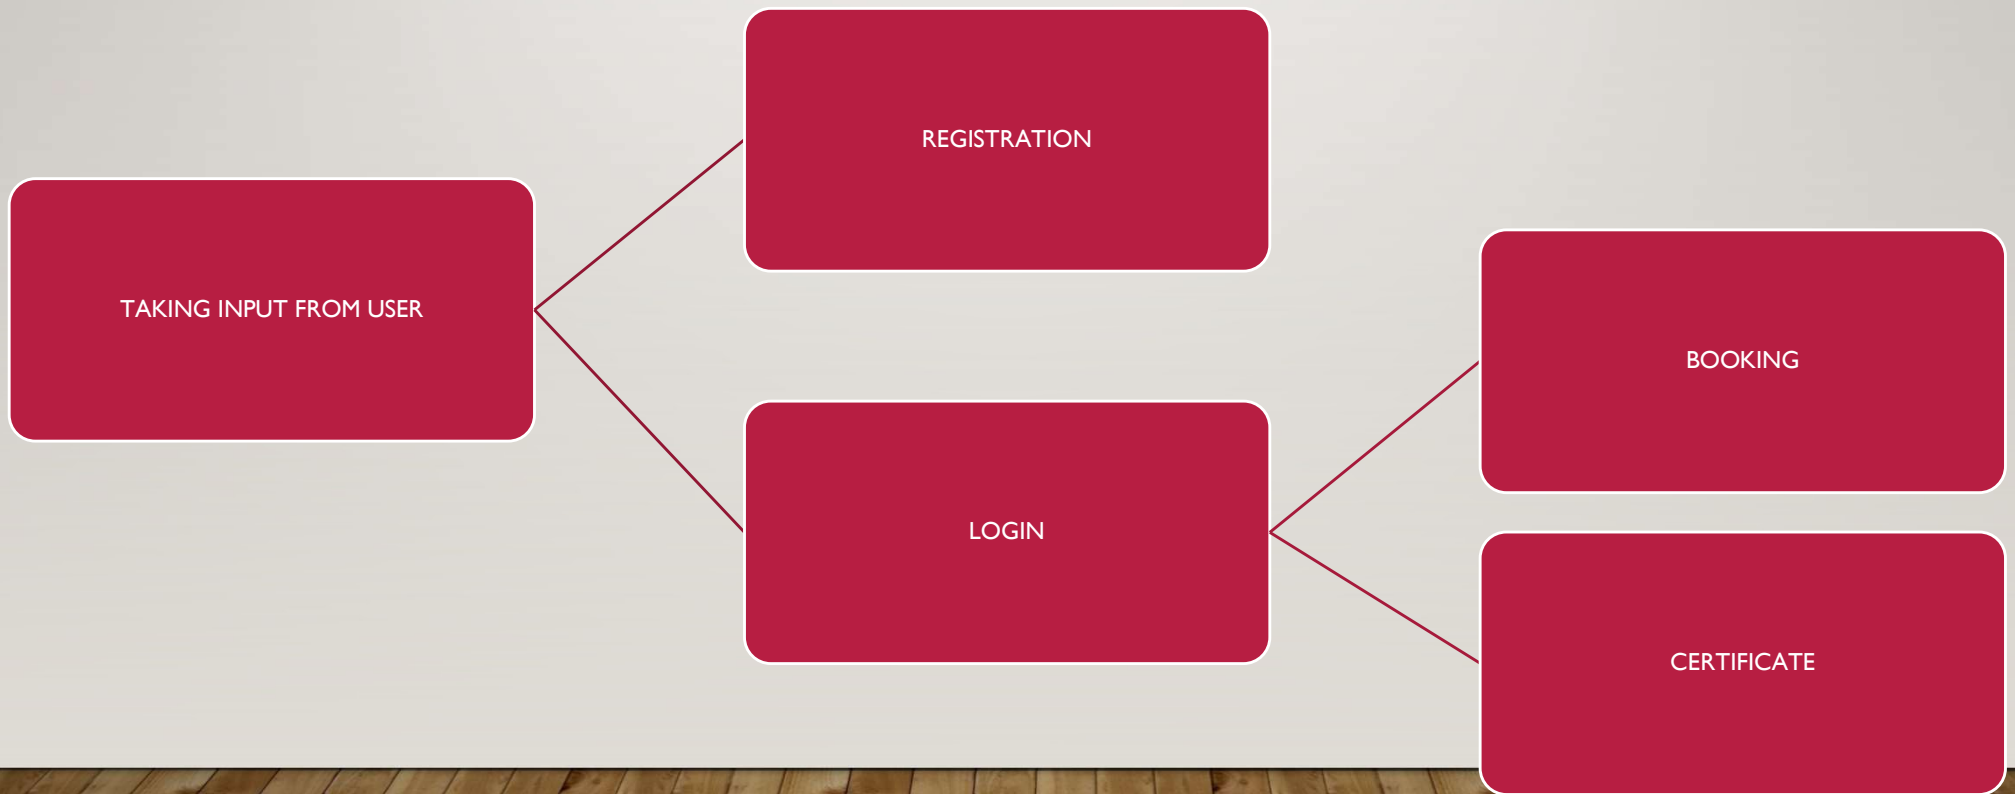 TAKING INPUT FROM USER
REGISTRATION
LOGIN
BOOKING
CERTIFICATE